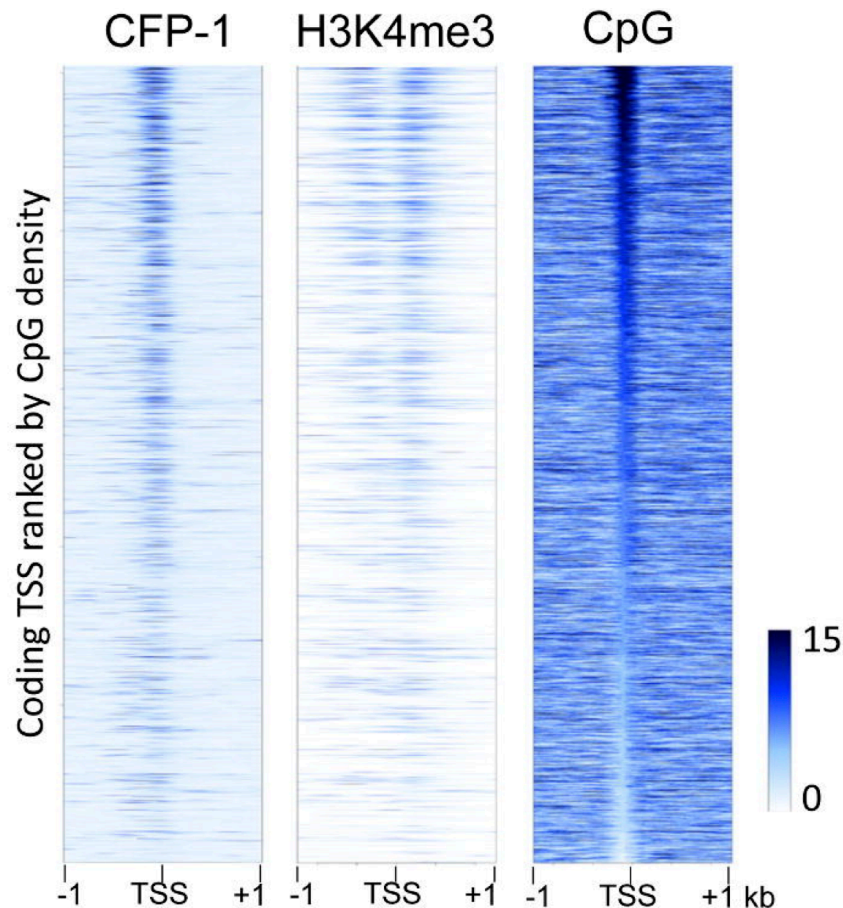 CFP-1 H3K4me3 CpG
Coding TSS ranked by CpG density
15
0
-1 TSS +1 -1 TSS +1 -1 TSS +1 kb